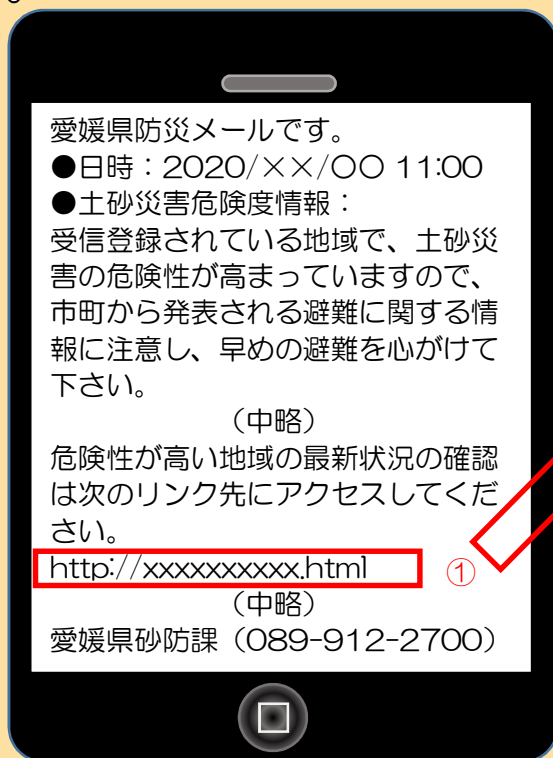 愛媛県防災メールです。
●日時：2020/××/〇〇 11:00
●土砂災害危険度情報：
受信登録されている地域で、土砂災
害の危険性が高まっていますので、
市町から発表される避難に関する情
報に注意し、早めの避難を心がけて
下さい。
（中略）
危険性が高い地域の最新状況の確認
は次のリンク先にアクセスしてくだ
さい。
http://xxxxxxxxxx.html
①
（中略）
愛媛県砂防課（089-912-2700）